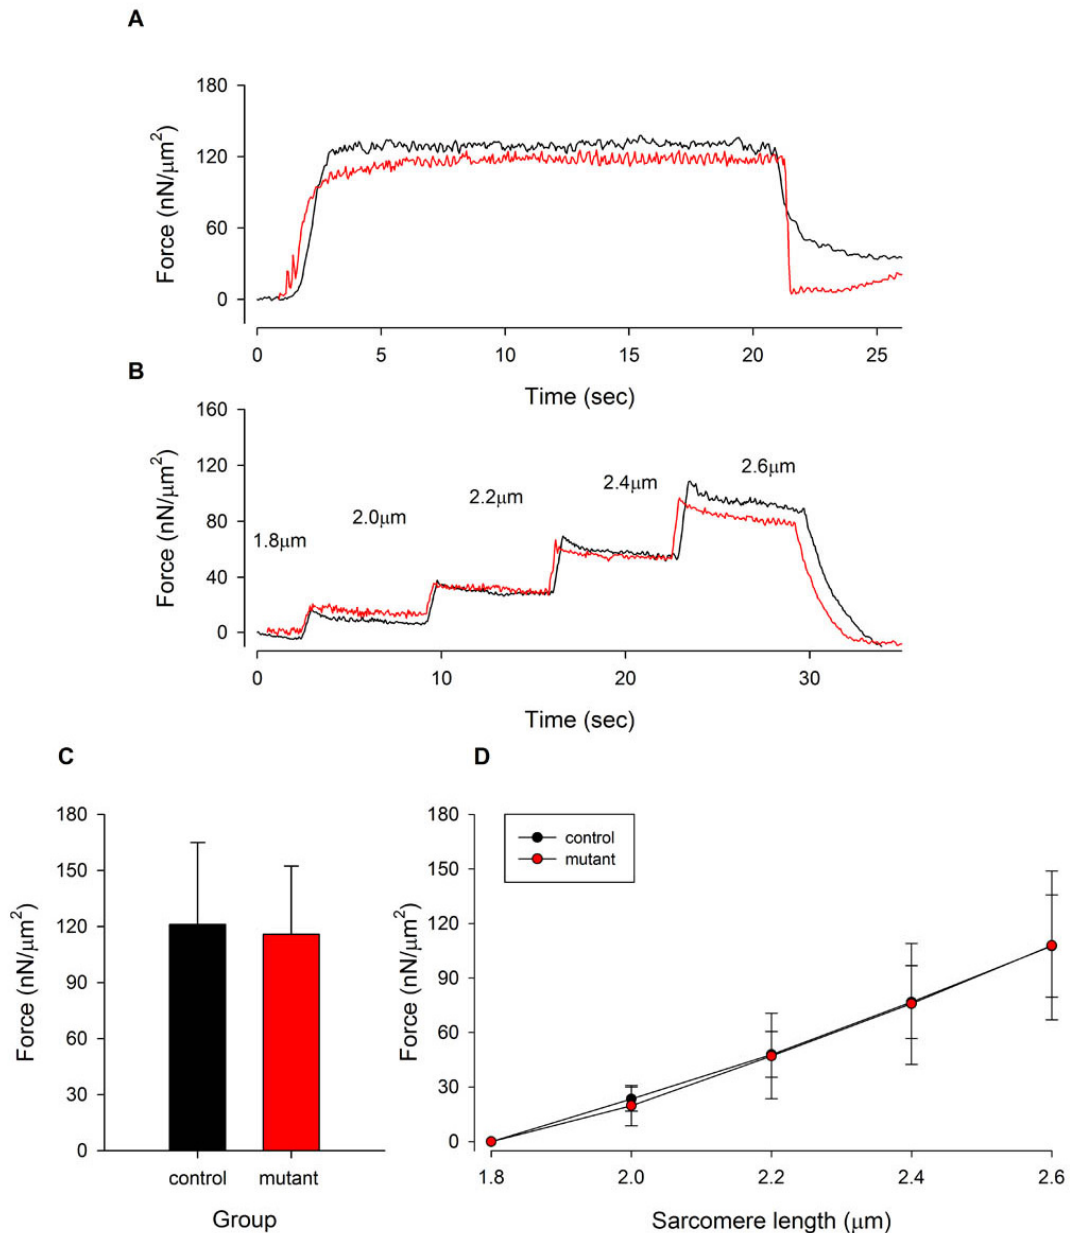 A
180
120
60
0
Force (nN/μm²)
0 5 10 15 20 25
Time (sec)
B
160
120
80
40
0
Force (nN/μm²)
1.8μm
2.0μm
2.2μm
2.4μm
2.6μm
0 10 20 30
Time (sec)
C
180
150
120
90
60
30
0
Force (nN/μm²)
control mutant
Group
D
180
150
120
90
60
30
0
Force (nN/μm²)
control
mutant
1.8 2.0 2.2 2.4 2.6
Sarcomere length (μm)